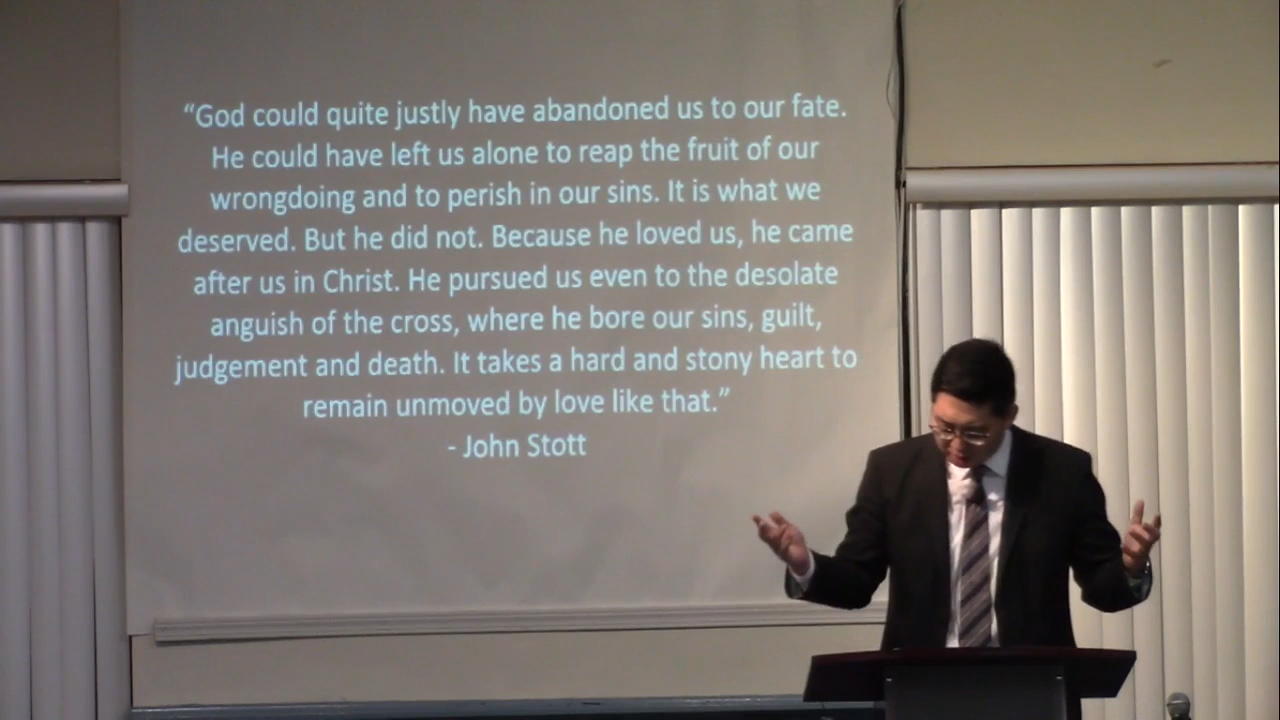 “God could quite justly have abandoned us to our fate.
He could have left us alone to reap the fruit of our
wrongdoing and to perish in our sins. It is what we
deserved. But he did not. Because he loved us, he came
after us in Christ. He pursued us even to the desolate
anguish of the cross, where he bore our sins, guilt,
judgement and death. It takes a hard and stony heart to
remain unmoved by love like that.”
- John Stott